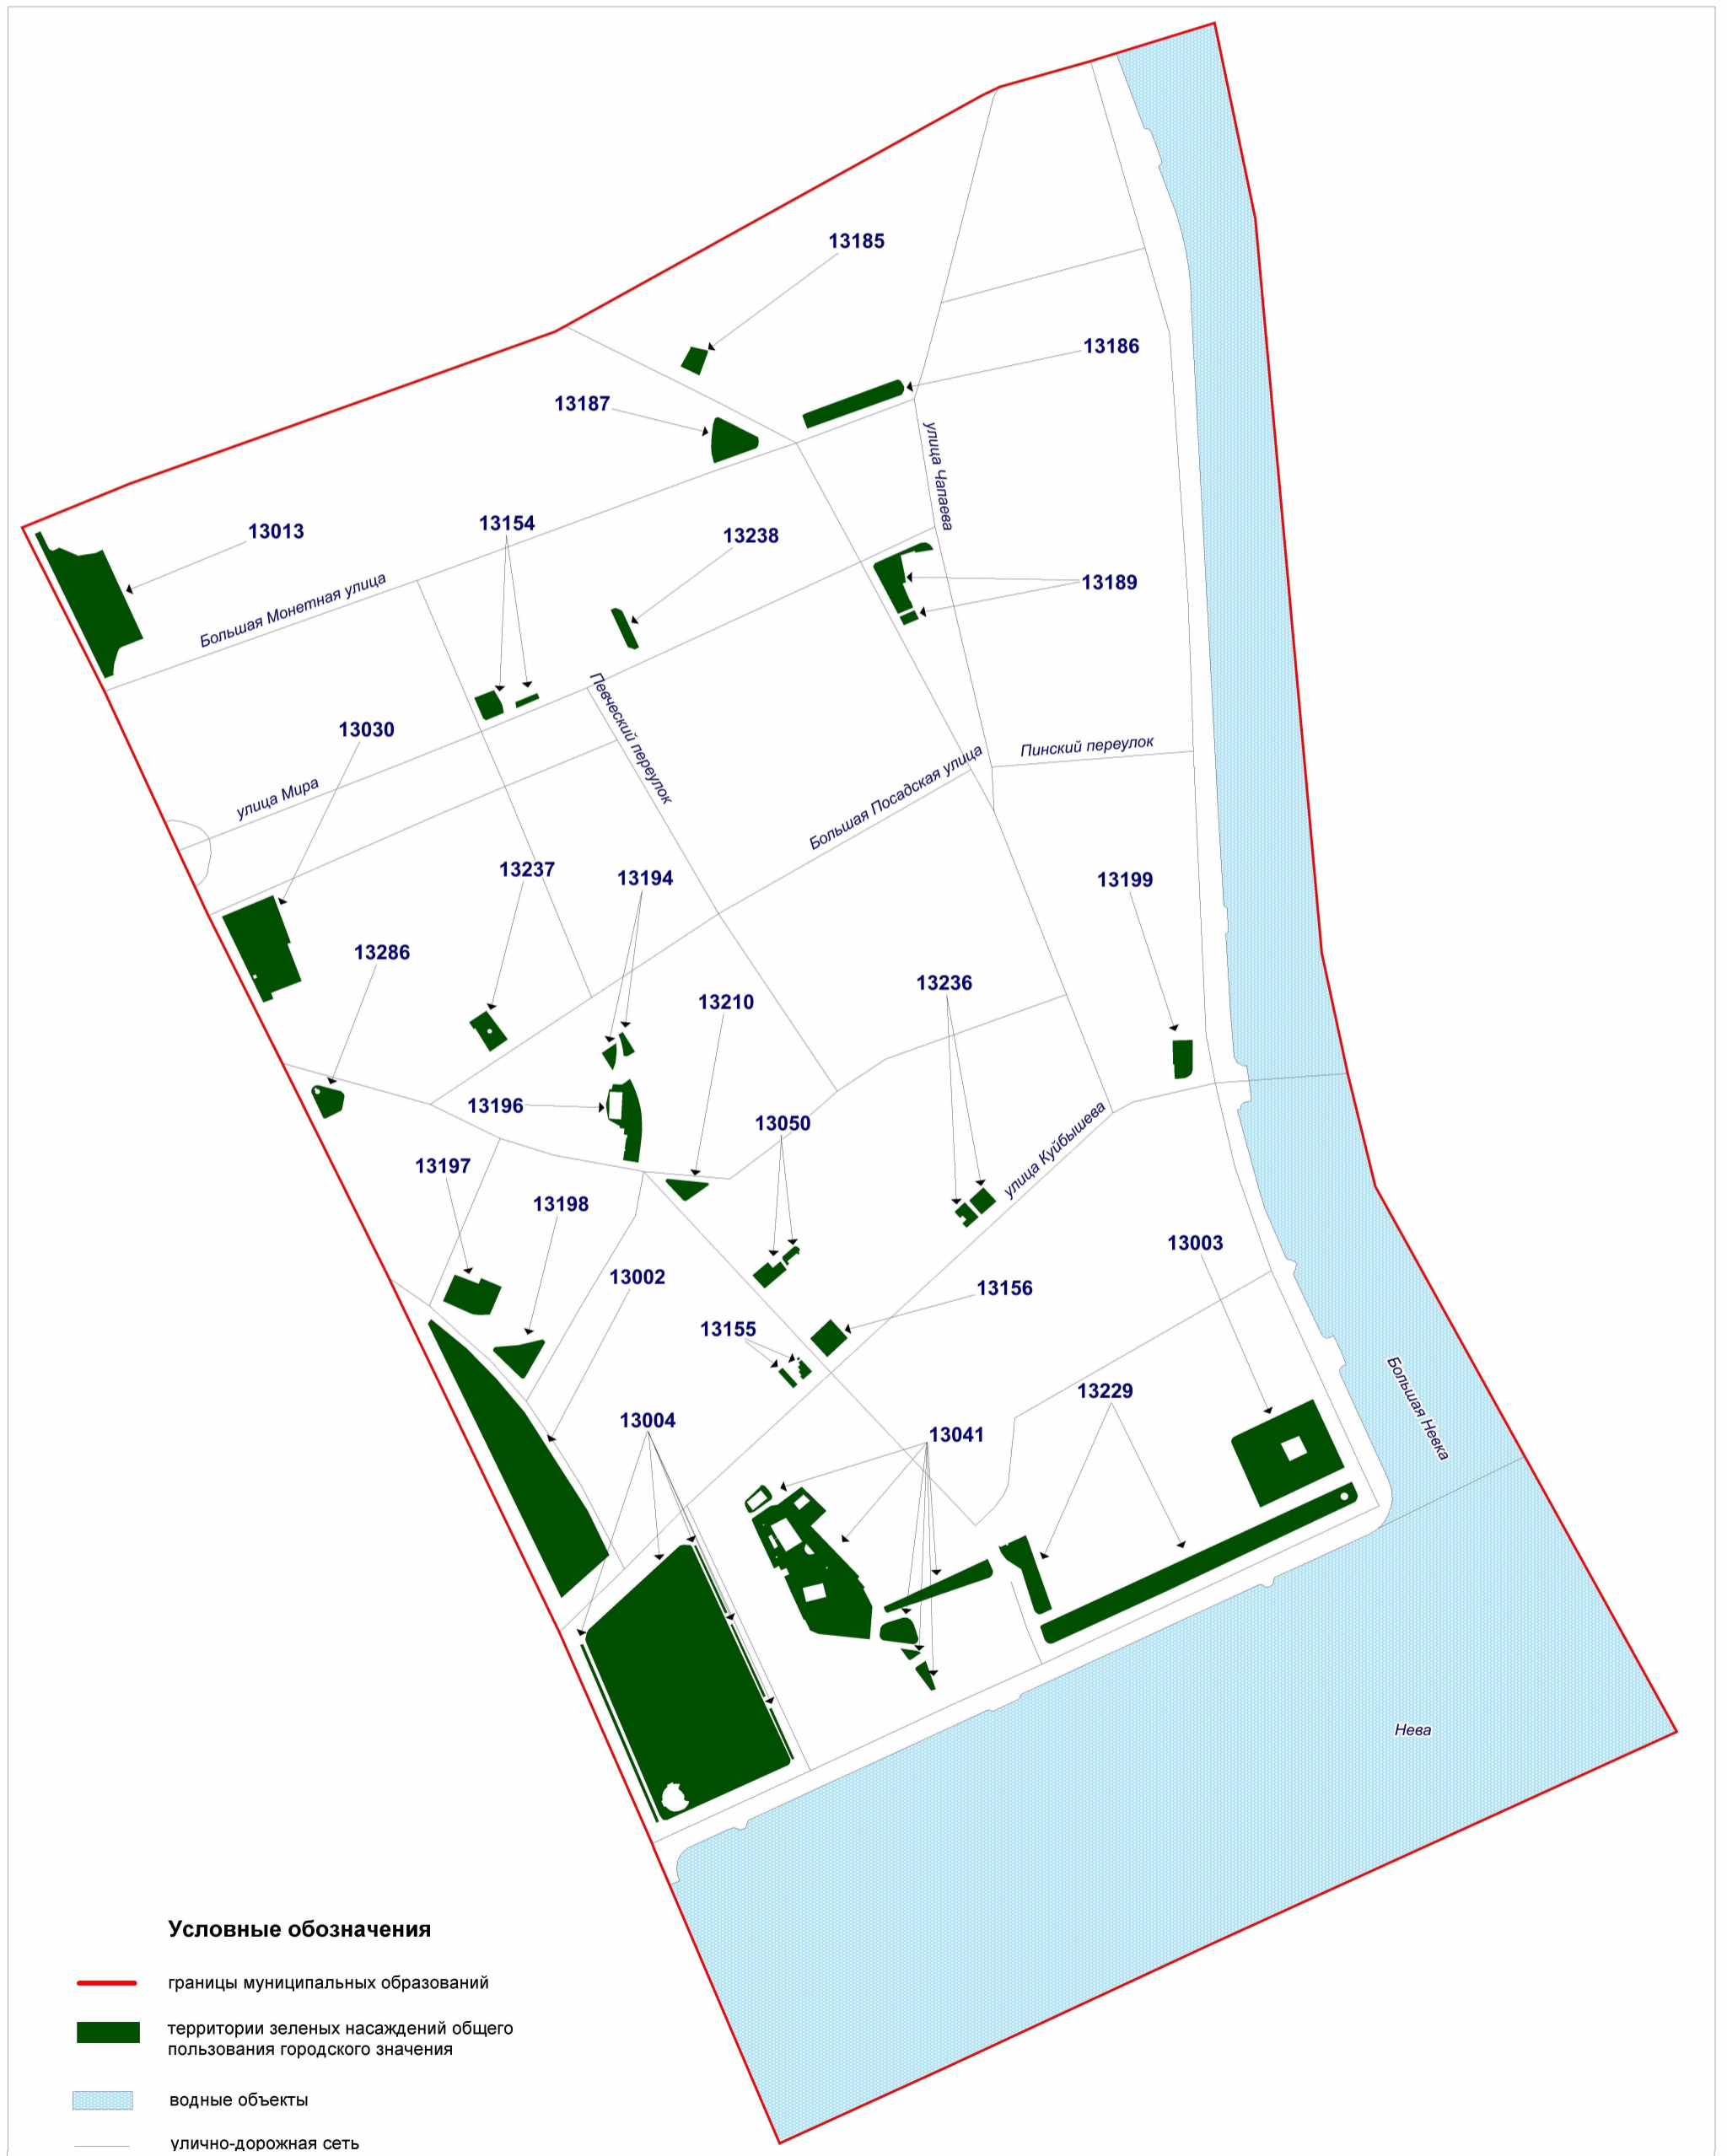 13185
13186
13187
улица Чапаева
13154
13013
13238
13189
Большая Монетная улица
Певческий переулок
13030
Пинский переулок
Большая Посадская улица
улица Мира
13237
13194
13199
13286
13236
13210
13196
13050
улица Куйбышева
13197
13198
13003
13002
13156
13155
13229
Большая Невка
13004
13041
Нева
Условные обозначения
границы муниципальных образований
территории зеленых насаждений общего
пользования городского значения
водные объекты
улично-дорожная сеть